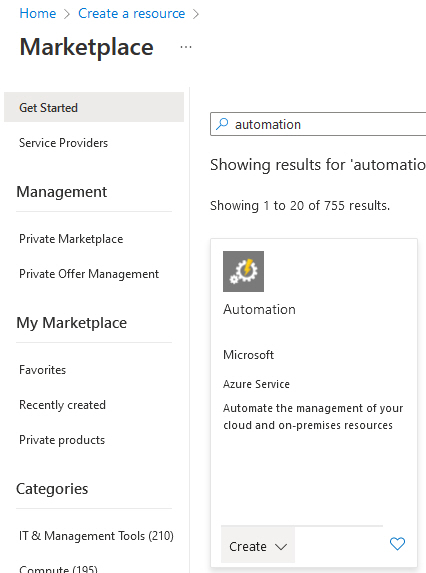 Home > Create a resource >
Marketplace ...
Get Started
Service Providers
Management
Private Marketplace
Private Offer Management
My Marketplace
Favorites
Recently created
Private products
Categories
IT & Management Tools (210)
Compute (195)
automation
Showing results for 'automatio
Showing 1 to 20 of 755 results.
Automation
Microsoft
Azure Service
Automate the management of your
cloud and on-premises resources
Create